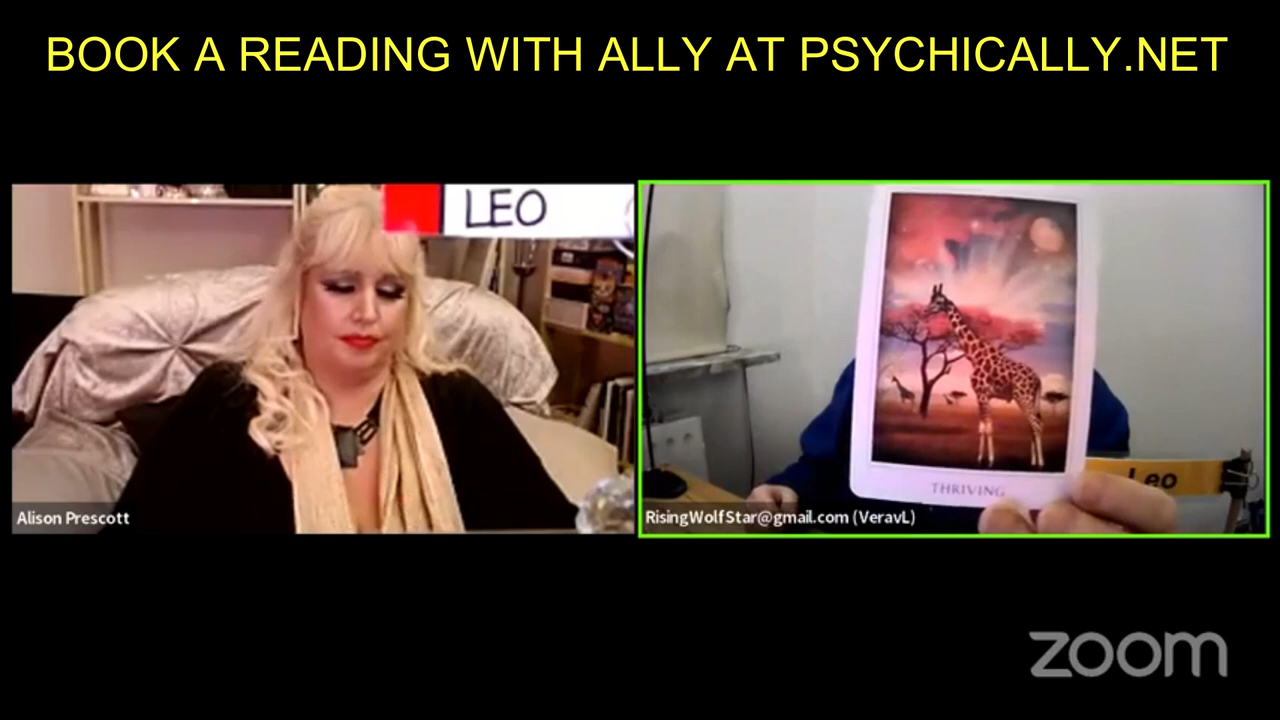 BOOK A READING WITH ALLY AT PSYCHICALLY.NET
LEO
Alison Prescott
THRIVING
Leo
RisingWolfStar@gmail.com (VeravL)
zoom